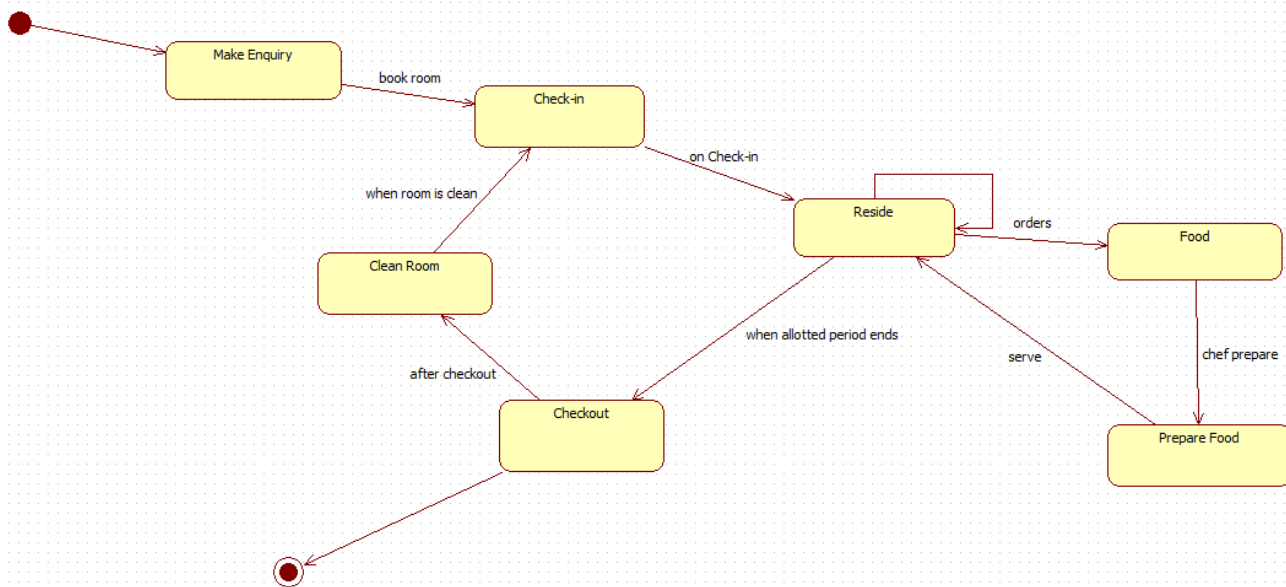 Make Enquiry
book room
Check-in
on Check-in
when room is clean
Reside
orders
Food
Clean Room
when allotted period ends
serve
chef prepare
after checkout
Checkout
Prepare Food